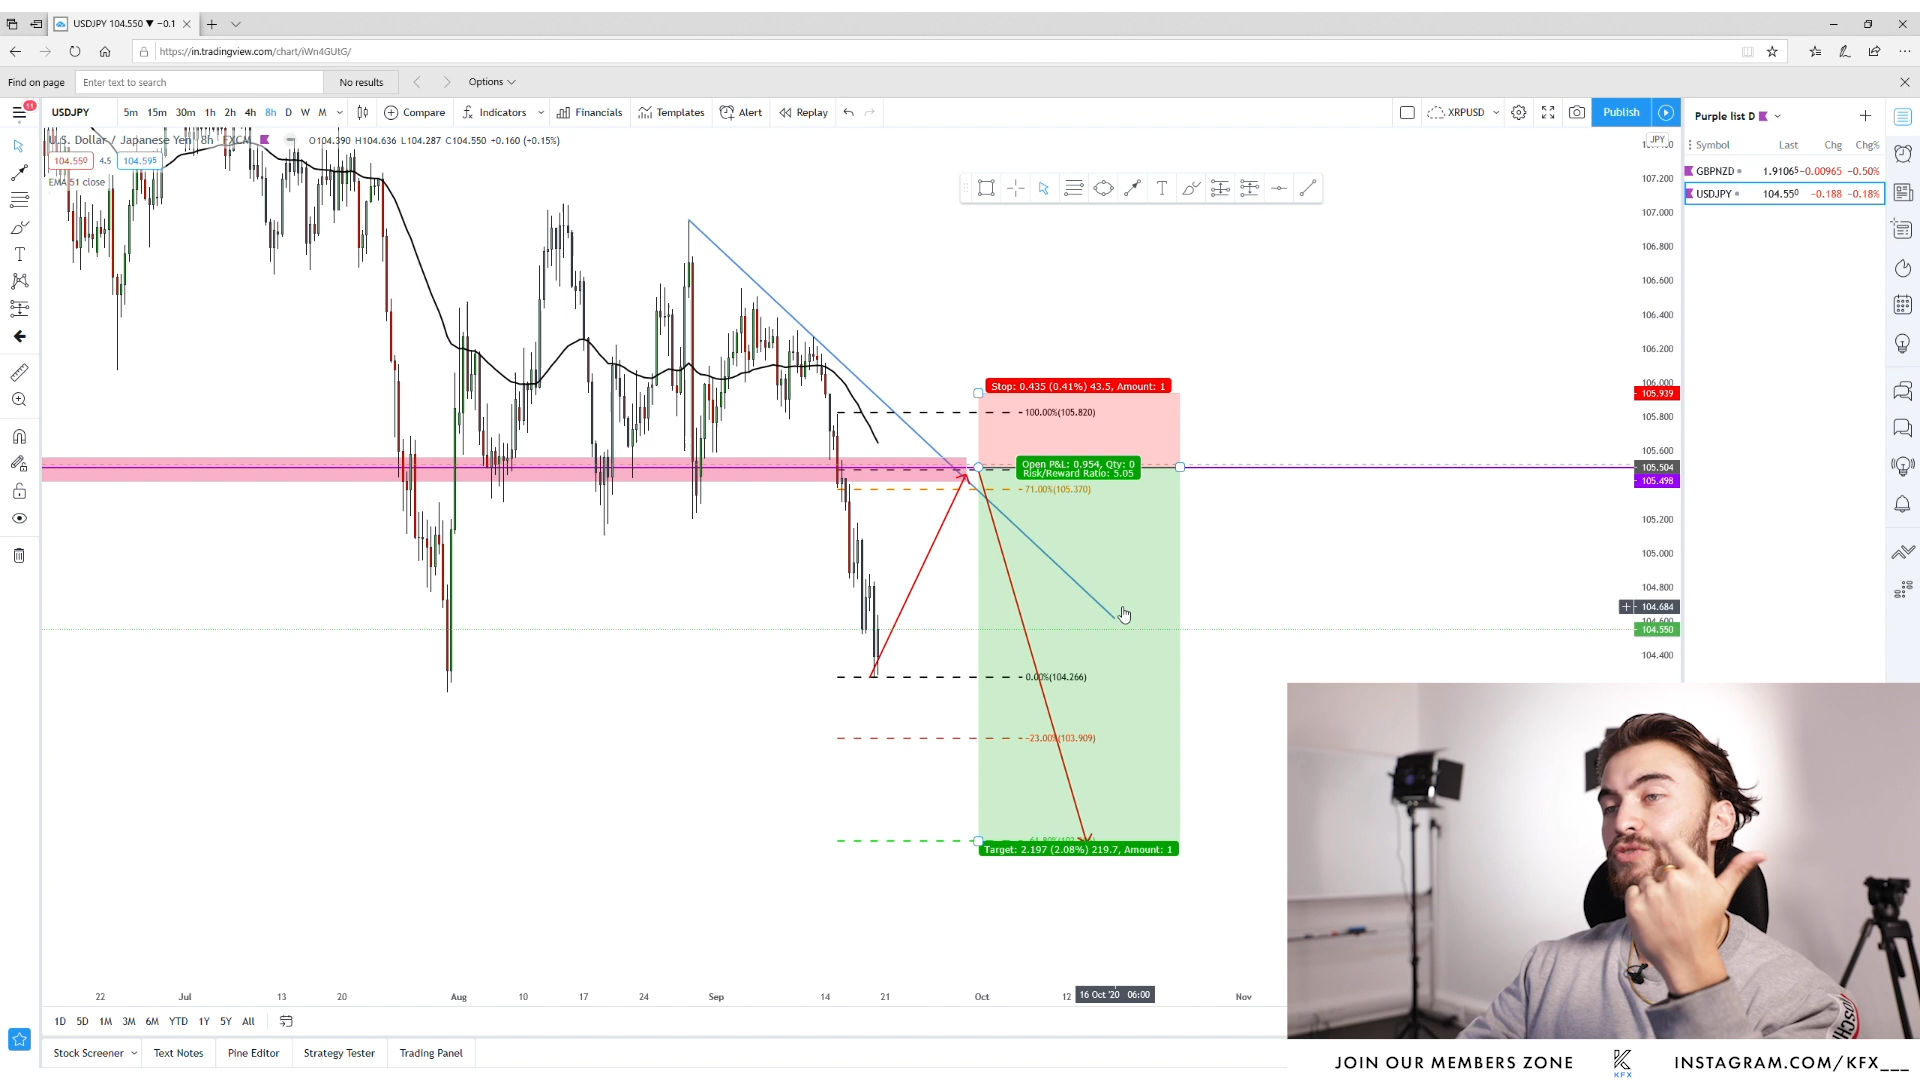 USDJPY 104.550 ▼ −0.1
https://in.tradingview.com/chart/iWn4GUtG/
Find on page
Enter text to search
No results
Options
11
USDJPY
5m 15m 30m 1h 2h 4h 8h D W M
Compare
Indicators
Financials
Templates
Alert
Replay
XRPUSD
Publish
Purple list D
U.S. Dollar / Japanese Yen 8h FXCM
O104.390 H104.636 L104.287 C104.550 +0.160 (+0.15%)
104.550 4.5 104.595
EMA 51 close
JPY
Symbol Last Chg Chg%
GBPNZD 1.91065 -0.00965 -0.50%
USDJPY 104.550 -0.188 -0.18%
107.200
107.000
106.800
106.600
106.400
106.200
106.000
105.939
105.800
105.600
105.504
105.498
105.200
105.000
104.800
104.684
104.600
104.550
104.400
Stop: 0.435 (0.41%) 43.5, Amount: 1
100.00%(105.820)
Open P&L: 0.954, Qty: 0
Risk/Reward Ratio: 5.05
71.00%(105.370)
0.00%(104.266)
-23.00%(103.909)
Target: 2.197 (2.08%) 219.7, Amount: 1
22 Jul 13 20 Aug 10 17 24 Sep 14 21 Oct 12 16 Oct '20 06:00 Nov
1D 5D 1M 3M 6M YTD 1Y 5Y All
Stock Screener
Text Notes
Pine Editor
Strategy Tester
Trading Panel
JOIN OUR MEMBERS ZONE
KFX
INSTAGRAM.COM/KFX___